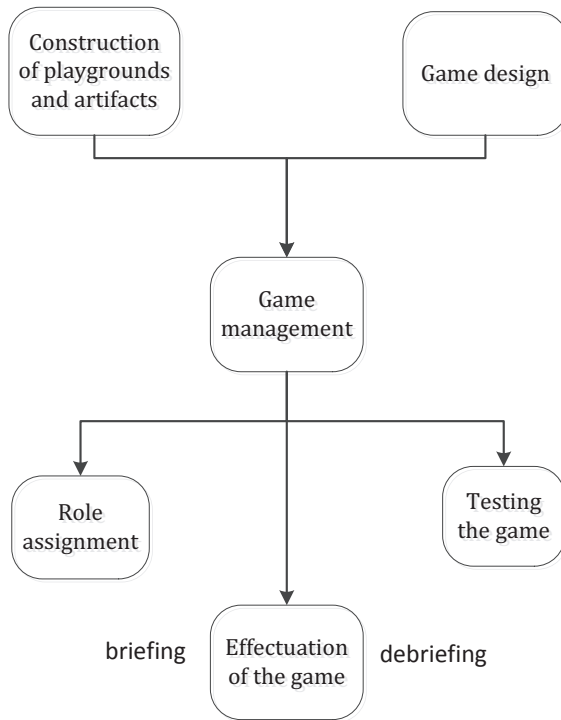 Construction
of playgrounds
and artifacts
Game design
Game
management
Role
assignment
Testing
the game
briefing
Effectuation
of the game
debriefing